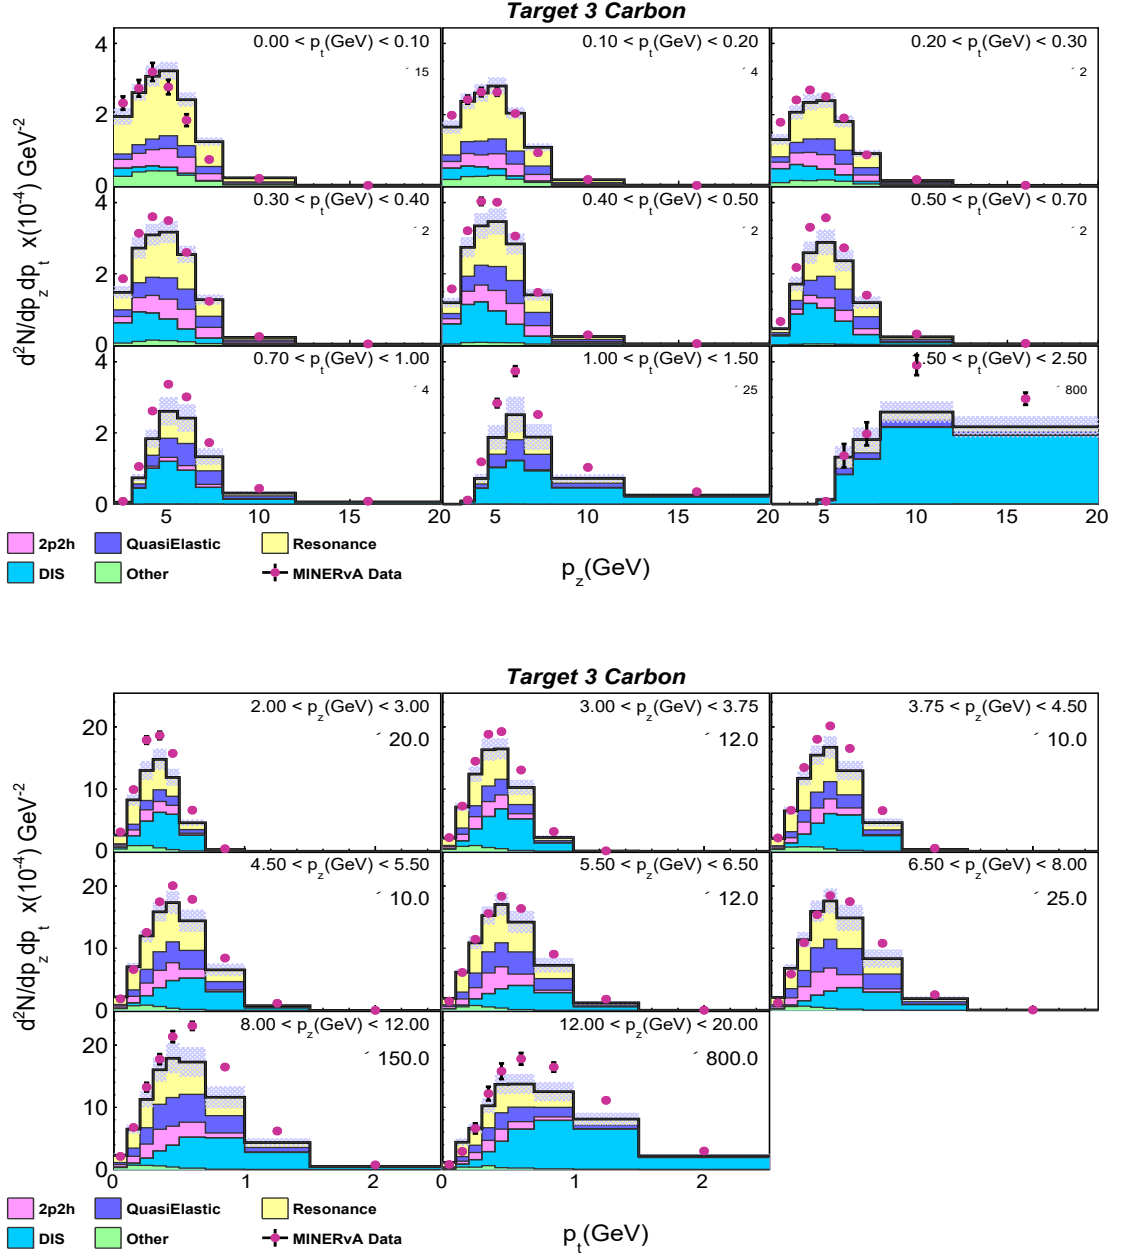 Target 3 Carbon
0.00 < p_t(GeV) < 0.10
´ 15
0.10 < p_t(GeV) < 0.20
´ 4
0.20 < p_t(GeV) < 0.30
´ 2
4
2
0
0.30 < p_t(GeV) < 0.40
´ 2
0.40 < p_t(GeV) < 0.50
´ 2
0.50 < p_t(GeV) < 0.70
´ 2
4
2
0
0.70 < p_t(GeV) < 1.00
´ 4
1.00 < p_t(GeV) < 1.50
´ 25
.50 < p_t(GeV) < 2.50
´ 800
4
2
0
d²N/dp_z dp_t x(10⁻⁴) GeV⁻²
5 10 15 20 5 10 15 20 5 10 15 20
p_z(GeV)
2p2h QuasiElastic Resonance
DIS Other MINERvA Data
Target 3 Carbon
2.00 < p_z(GeV) < 3.00
´ 20.0
3.00 < p_z(GeV) < 3.75
´ 12.0
3.75 < p_z(GeV) < 4.50
´ 10.0
20
10
0
4.50 < p_z(GeV) < 5.50
´ 10.0
5.50 < p_z(GeV) < 6.50
´ 12.0
6.50 < p_z(GeV) < 8.00
´ 25.0
20
10
0
8.00 < p_z(GeV) < 12.00
´ 150.0
12.00 < p_z(GeV) < 20.00
´ 800.0
20
10
0
d²N/dp_z dp_t x(10⁻⁴) GeV⁻²
0 1 2 0 1 2
p_t(GeV)
2p2h QuasiElastic Resonance
DIS Other MINERvA Data